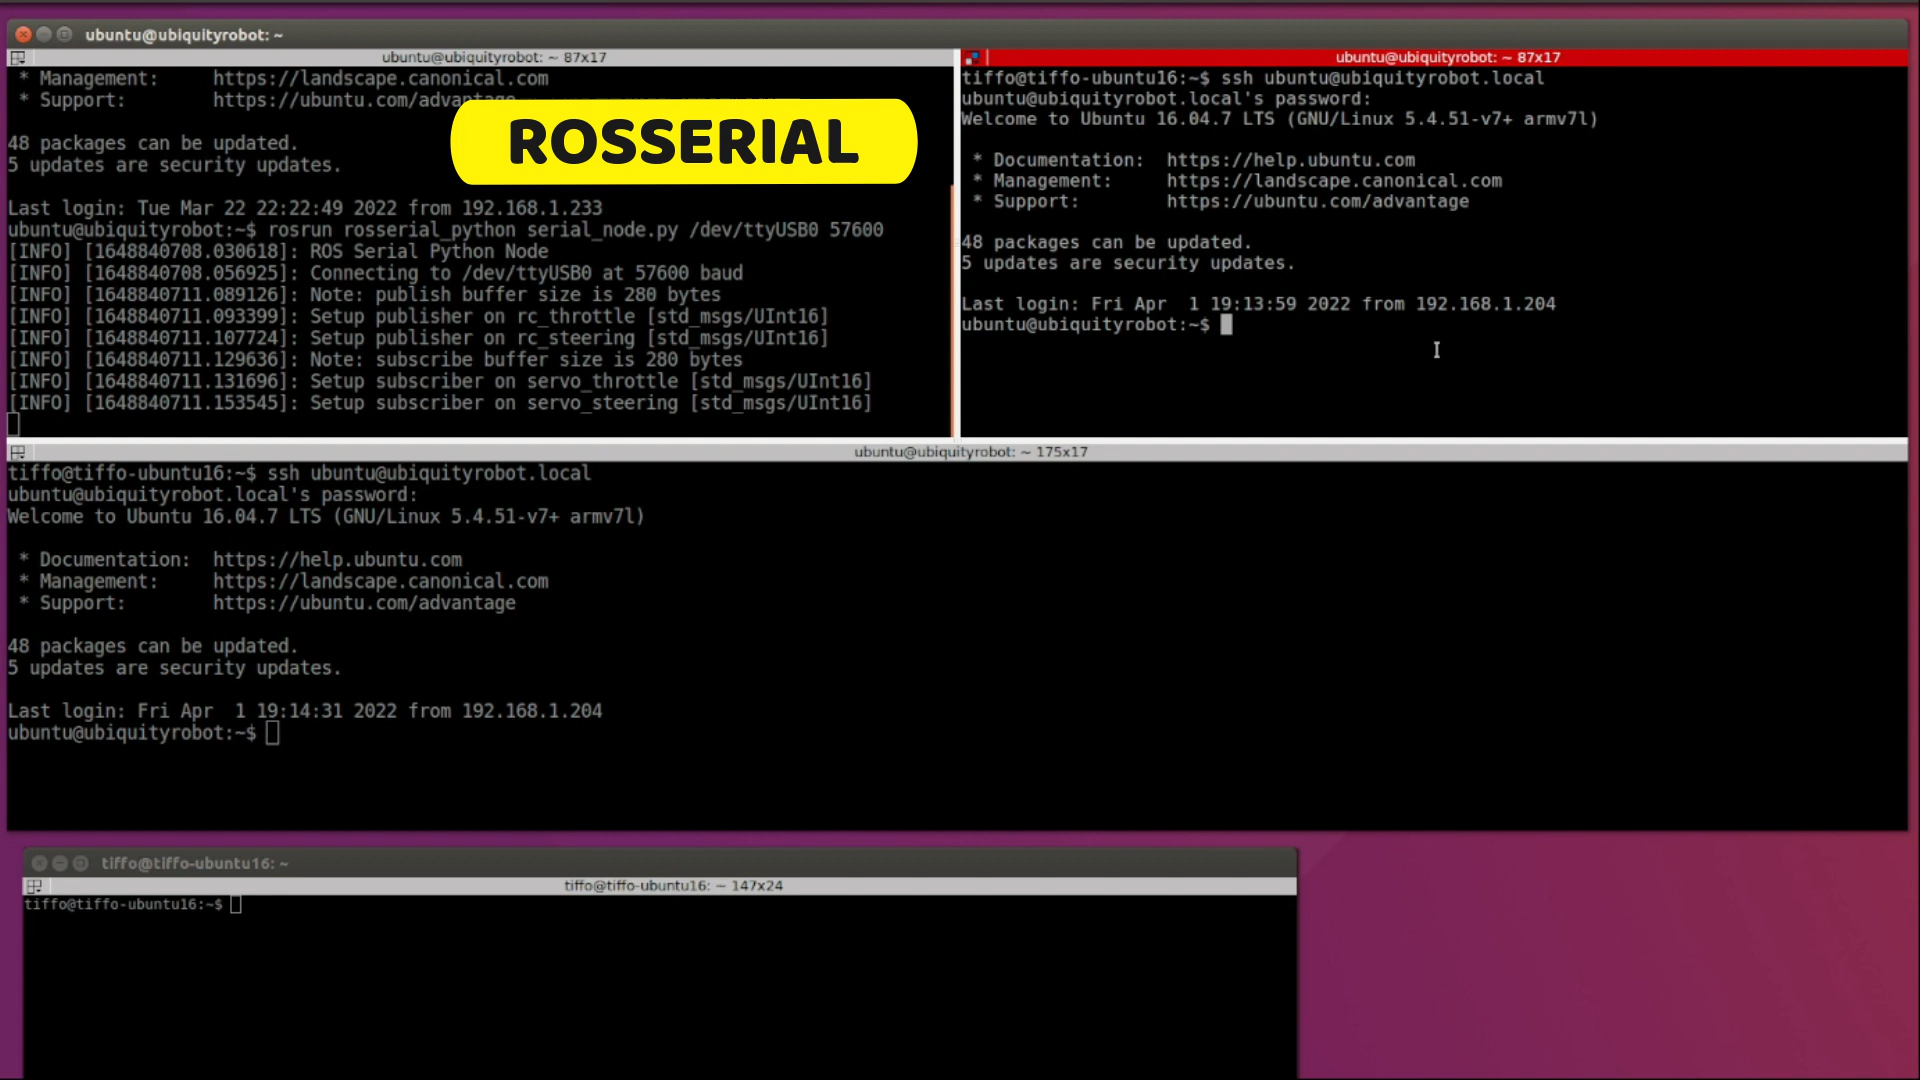 ubuntu@ubiquityrobot: ~
ubuntu@ubiquityrobot: ~ 87x17
 * Management:     https://landscape.canonical.com
 * Support:        https://ubuntu.com/advantage
ROSSERIAL
48 packages can be updated.
5 updates are security updates.
Last login: Tue Mar 22 22:22:49 2022 from 192.168.1.233
ubuntu@ubiquityrobot:~$ rosrun rosserial_python serial_node.py /dev/ttyUSB0 57600
[INFO] [1648840708.030618]: ROS Serial Python Node
[INFO] [1648840708.056925]: Connecting to /dev/ttyUSB0 at 57600 baud
[INFO] [1648840711.089126]: Note: publish buffer size is 280 bytes
[INFO] [1648840711.093399]: Setup publisher on rc_throttle [std_msgs/UInt16]
[INFO] [1648840711.107724]: Setup publisher on rc_steering [std_msgs/UInt16]
[INFO] [1648840711.129636]: Note: subscribe buffer size is 280 bytes
[INFO] [1648840711.131696]: Setup subscriber on servo_throttle [std_msgs/UInt16]
[INFO] [1648840711.153545]: Setup subscriber on servo_steering [std_msgs/UInt16]
ubuntu@ubiquityrobot: ~ 87x17
tiffo@tiffo-ubuntu16:~$ ssh ubuntu@ubiquityrobot.local
ubuntu@ubiquityrobot.local's password:
Welcome to Ubuntu 16.04.7 LTS (GNU/Linux 5.4.51-v7+ armv7l)
 * Documentation:  https://help.ubuntu.com
 * Management:     https://landscape.canonical.com
 * Support:        https://ubuntu.com/advantage
48 packages can be updated.
5 updates are security updates.
Last login: Fri Apr  1 19:13:59 2022 from 192.168.1.204
ubuntu@ubiquityrobot:~$
ubuntu@ubiquityrobot: ~ 175x17
tiffo@tiffo-ubuntu16:~$ ssh ubuntu@ubiquityrobot.local
ubuntu@ubiquityrobot.local's password:
Welcome to Ubuntu 16.04.7 LTS (GNU/Linux 5.4.51-v7+ armv7l)
 * Documentation:  https://help.ubuntu.com
 * Management:     https://landscape.canonical.com
 * Support:        https://ubuntu.com/advantage
48 packages can be updated.
5 updates are security updates.
Last login: Fri Apr  1 19:14:31 2022 from 192.168.1.204
ubuntu@ubiquityrobot:~$
tiffo@tiffo-ubuntu16: ~
tiffo@tiffo-ubuntu16: ~ 147x24
tiffo@tiffo-ubuntu16:~$